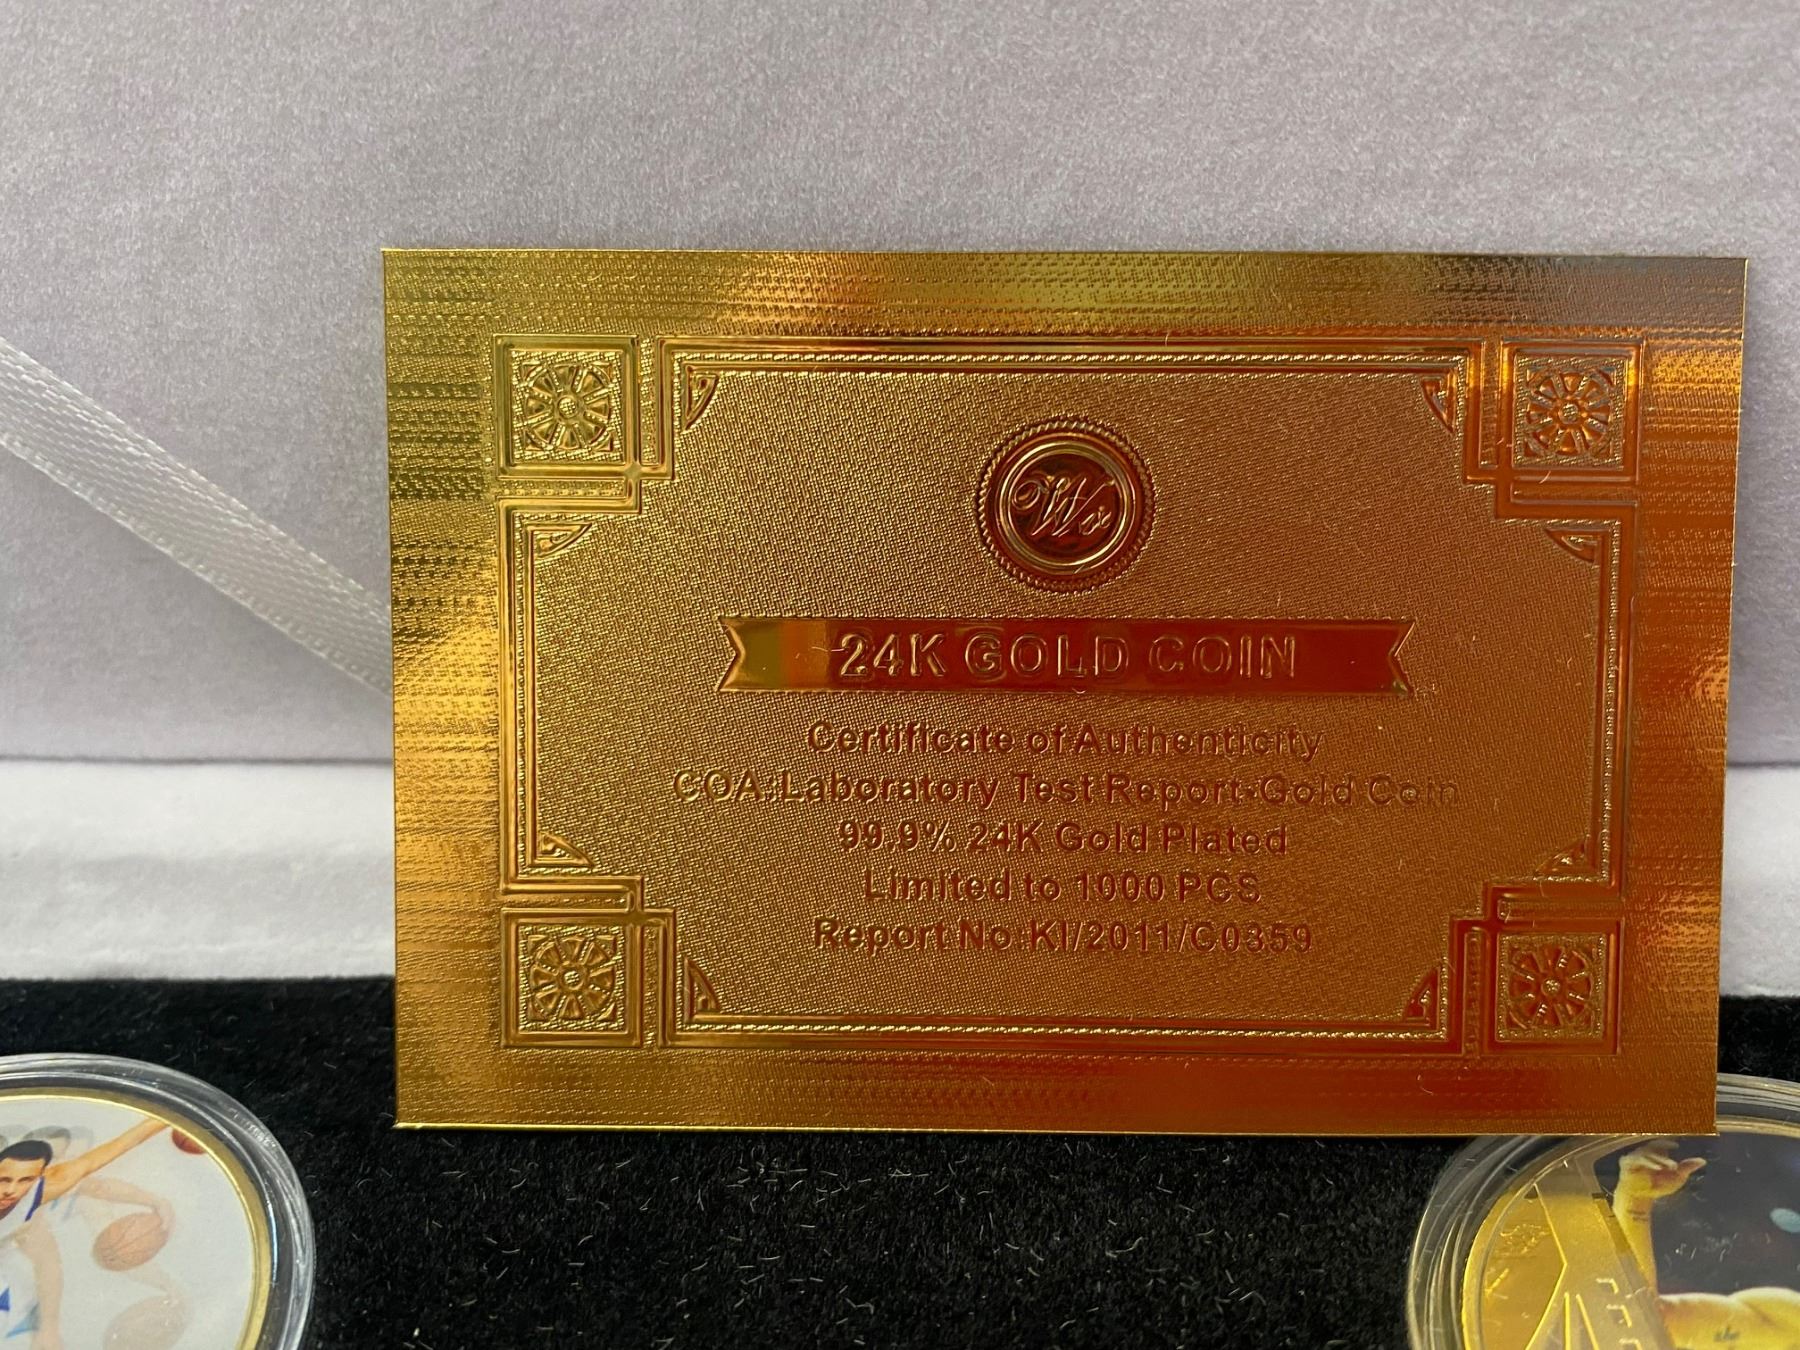 24K GOLD COIN
Certificate of Authenticity
COA:Laboratory Test Report-Gold Coin
99.9% 24K Gold Plated
Limited to 1000 PCS
Report No:KI/2011/C0359